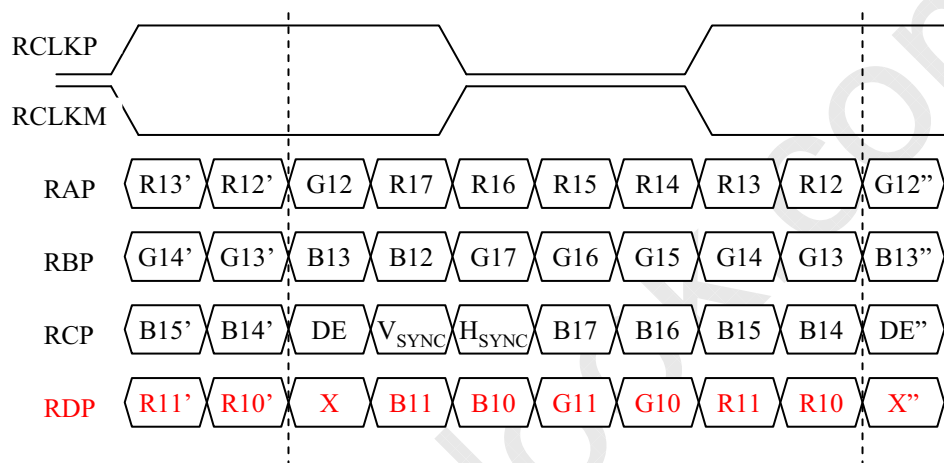 RCLKP
RCLKM
RAP R13’ R12’ G12 R17 R16 R15 R14 R13 R12 G12”
RBP G14’ G13’ B13 B12 G17 G16 G15 G14 G13 B13”
RCP B15’ B14’ DE VSYNC HSYNC B17 B16 B15 B14 DE”
RDP R11’ R10’ X B11 B10 G11 G10 R11 R10 X”